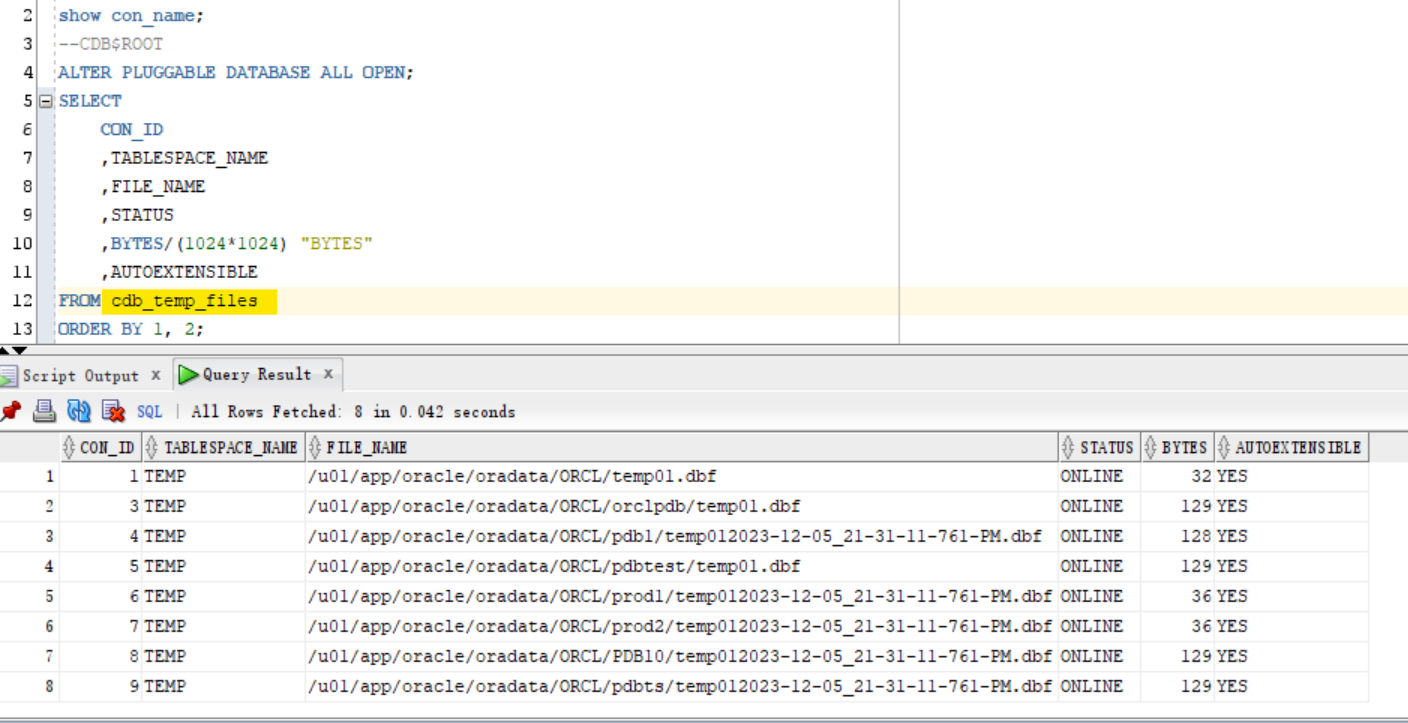 2 show con_name;
3 --CDB$ROOT
4 ALTER PLUGGABLE DATABASE ALL OPEN;
5 SELECT
6 CON_ID
7 ,TABLESPACE_NAME
8 ,FILE_NAME
9 ,STATUS
10 ,BYTES/(1024*1024) "BYTES"
11 ,AUTOEXTENSIBLE
12 FROM cdb_temp_files
13 ORDER BY 1, 2;
Script Output x Query Result x
SQL | All Rows Fetched: 8 in 0.042 seconds
CON_ID TABLESPACE_NAME FILE_NAME STATUS BYTES AUTOEXTENSIBLE
1 1 TEMP /u01/app/oracle/oradata/ORCL/temp01.dbf ONLINE 32 YES
2 3 TEMP /u01/app/oracle/oradata/ORCL/orclpdb/temp01.dbf ONLINE 129 YES
3 4 TEMP /u01/app/oracle/oradata/ORCL/pdb1/temp012023-12-05_21-31-11-761-PM.dbf ONLINE 128 YES
4 5 TEMP /u01/app/oracle/oradata/ORCL/pdbtest/temp01.dbf ONLINE 129 YES
5 6 TEMP /u01/app/oracle/oradata/ORCL/prod1/temp012023-12-05_21-31-11-761-PM.dbf ONLINE 36 YES
6 7 TEMP /u01/app/oracle/oradata/ORCL/prod2/temp012023-12-05_21-31-11-761-PM.dbf ONLINE 36 YES
7 8 TEMP /u01/app/oracle/oradata/ORCL/PDB10/temp012023-12-05_21-31-11-761-PM.dbf ONLINE 129 YES
8 9 TEMP /u01/app/oracle/oradata/ORCL/pdbts/temp012023-12-05_21-31-11-761-PM.dbf ONLINE 129 YES